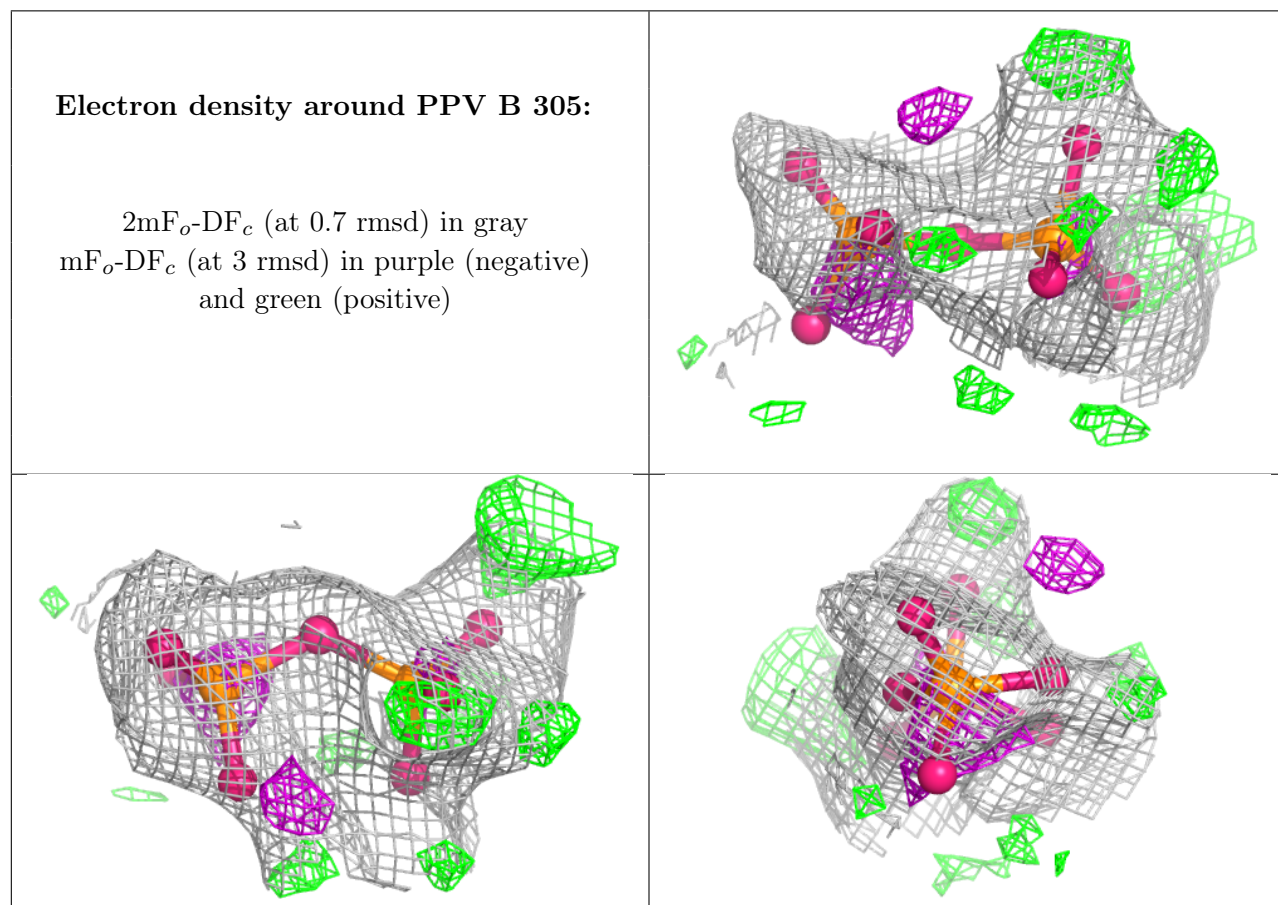 Electron density around PPV B 305:
2mFo-DFc (at 0.7 rmsd) in gray
mFo-DFc (at 3 rmsd) in purple (negative)
and green (positive)